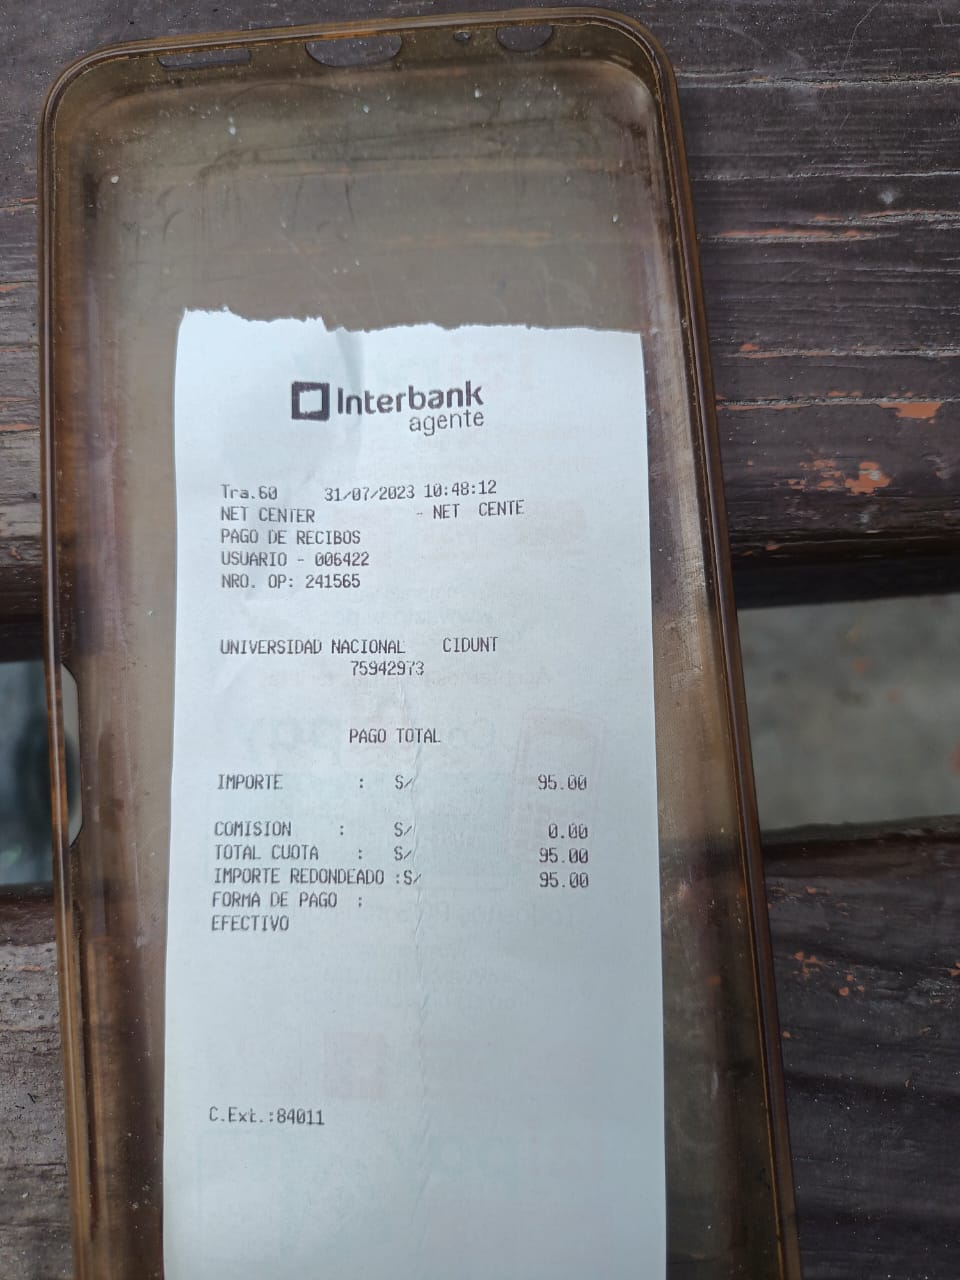 Interbank
agente
Tra.60 31/07/2023 10:48:12
NET CENTER - NET CENTE
PAGO DE RECIBOS
USUARIO - 006422
NRO. OP: 241565
UNIVERSIDAD NACIONAL CIDUNT
75942973
PAGO TOTAL
IMPORTE : S/ 95.00
COMISION : S/ 0.00
TOTAL CUOTA : S/ 95.00
IMPORTE REDONDEADO :S/ 95.00
FORMA DE PAGO :
EFECTIVO
C.Ext.:84011